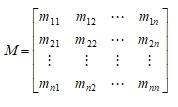 M = [ m₁₁ m₁₂ ⋯ m₁ₙ
m₂₁ m₂₂ ⋯ m₂ₙ
⋮ ⋮ ⋮ ⋮
mₙ₁ mₙ₂ ⋯ mₙₙ ]